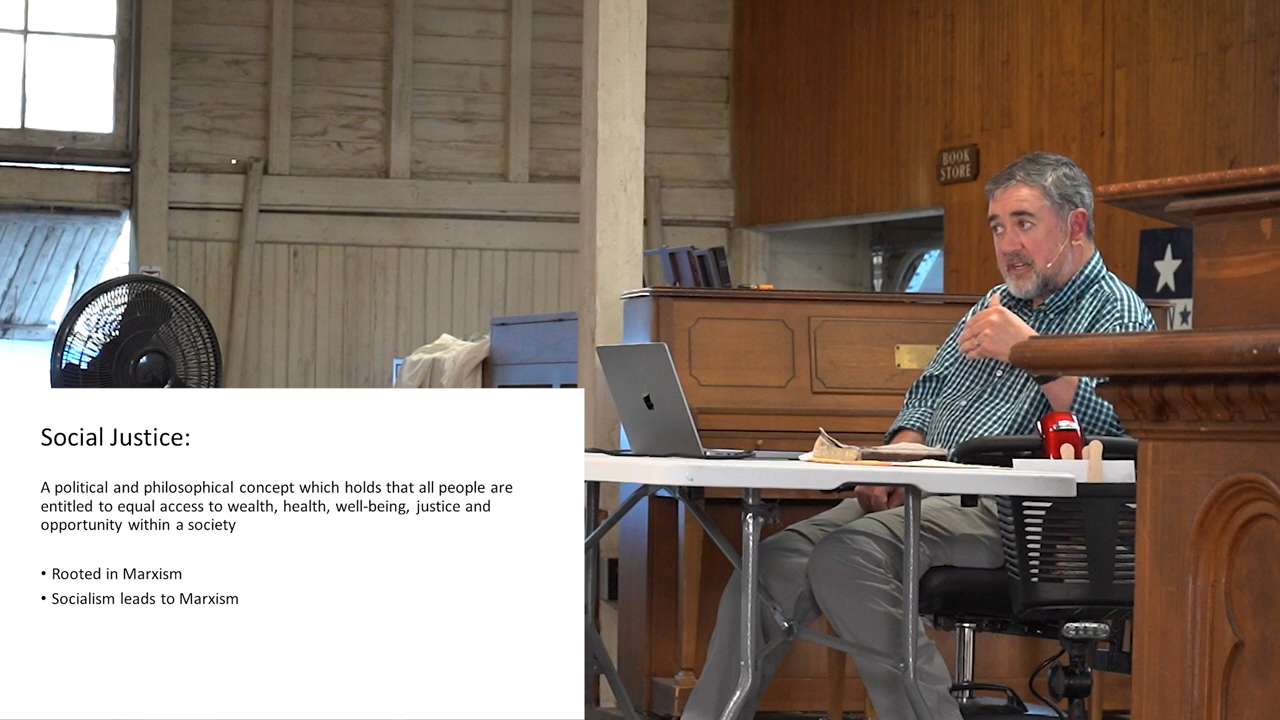 BOOK
STORE
V
Social Justice:
A political and philosophical concept which holds that all people are
entitled to equal access to wealth, health, well-being, justice and
opportunity within a society
• Rooted in Marxism
• Socialism leads to Marxism